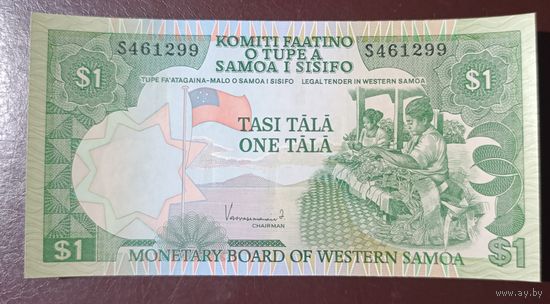 $1
S461299
KOMITI FAATINO
O TUPE A
SAMOA I SISIFO
S461299
$1
TUPE FA'ATAGAINA-MALO O SAMOA I SISIFO LEGAL TENDER IN WESTERN SAMOA
TASI TĀLĀ
ONE TĀLĀ
CHAIRMAN
$1
MONETARY BOARD OF WESTERN SAMOA
$1
www.ay.by